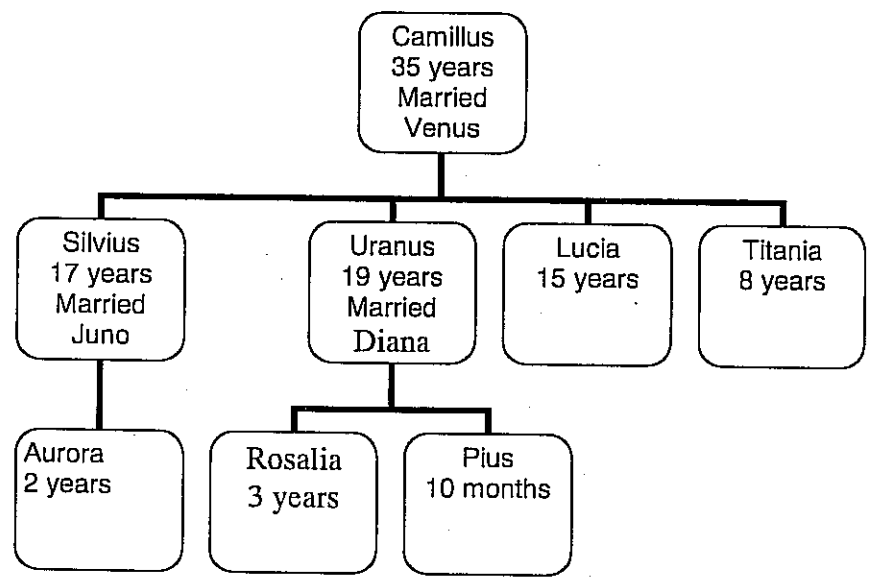 Camillus
35 years
Married
Venus
Silvius
17 years
Married
Juno
Uranus
19 years
Married
Diana
Lucia
15 years
Titania
8 years
Aurora
2 years
Rosalia
3 years
Pius
10 months